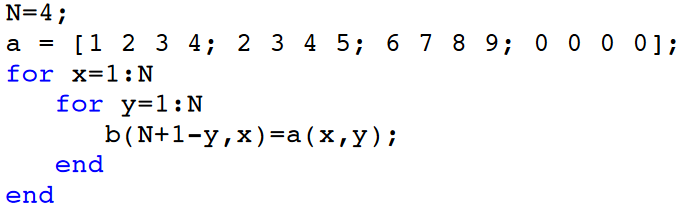 N=4;
a = [1 2 3 4; 2 3 4 5; 6 7 8 9; 0 0 0 0];
for x=1:N
   for y=1:N
      b(N+1-y,x)=a(x,y);
   end
end